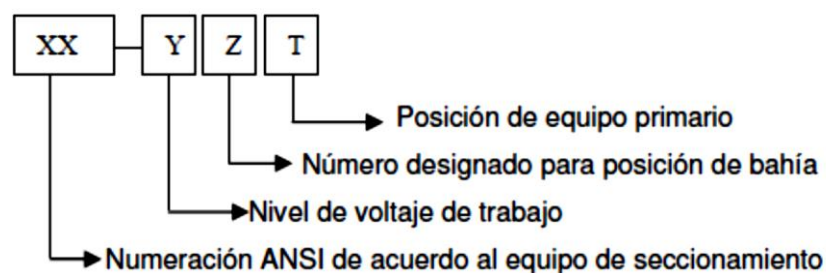 XX Y Z T
Posición de equipo primario
Número designado para posición de bahía
Nivel de voltaje de trabajo
Numeración ANSI de acuerdo al equipo de seccionamiento